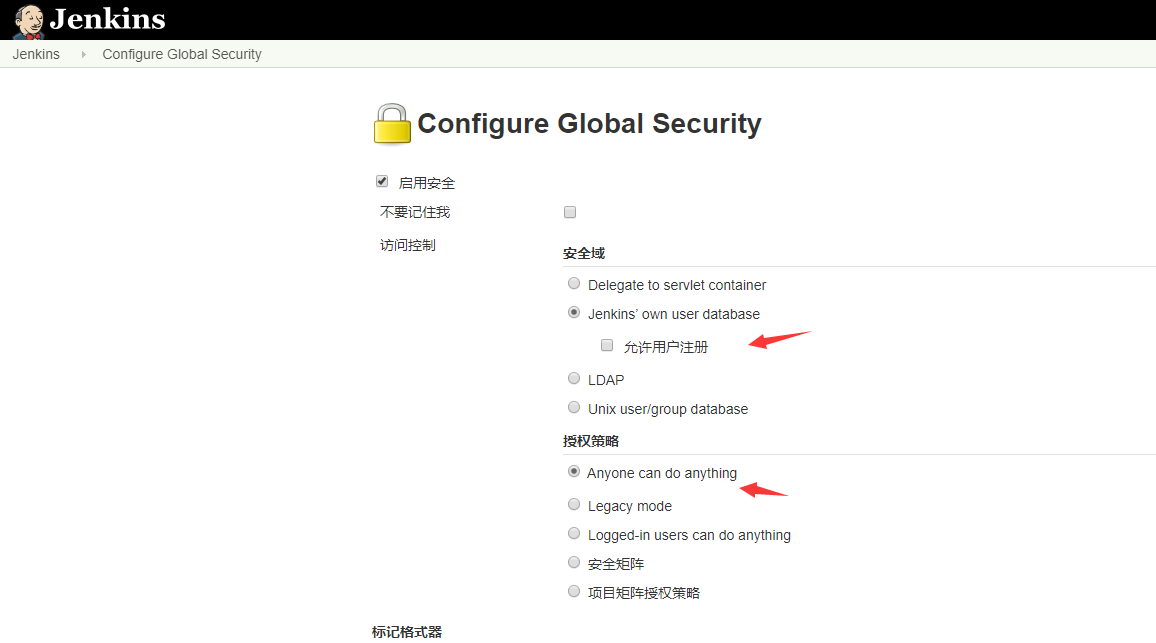 Jenkins
Jenkins Configure Global Security
Configure Global Security
启用安全
不要记住我
访问控制
安全域
Delegate to servlet container
Jenkins’ own user database
允许用户注册
LDAP
Unix user/group database
授权策略
Anyone can do anything
Legacy mode
Logged-in users can do anything
安全矩阵
项目矩阵授权策略
标记格式器